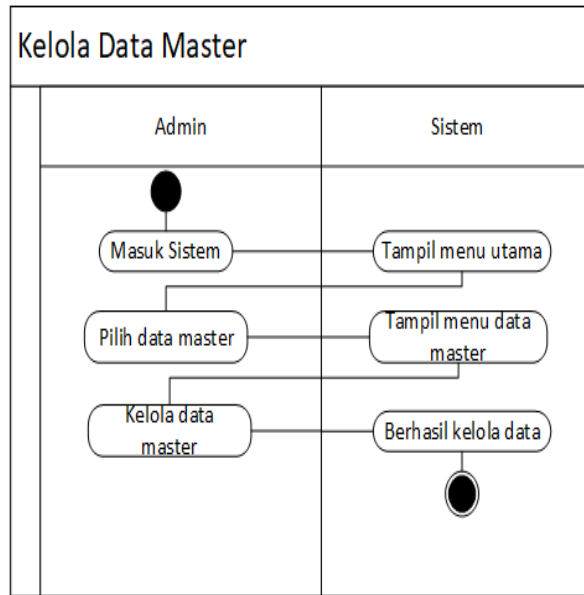 Kelola Data Master
Admin
Sistem
Masuk Sistem
Tampil menu utama
Pilih data master
Tampil menu data
master
Kelola data
master
Berhasil kelola data